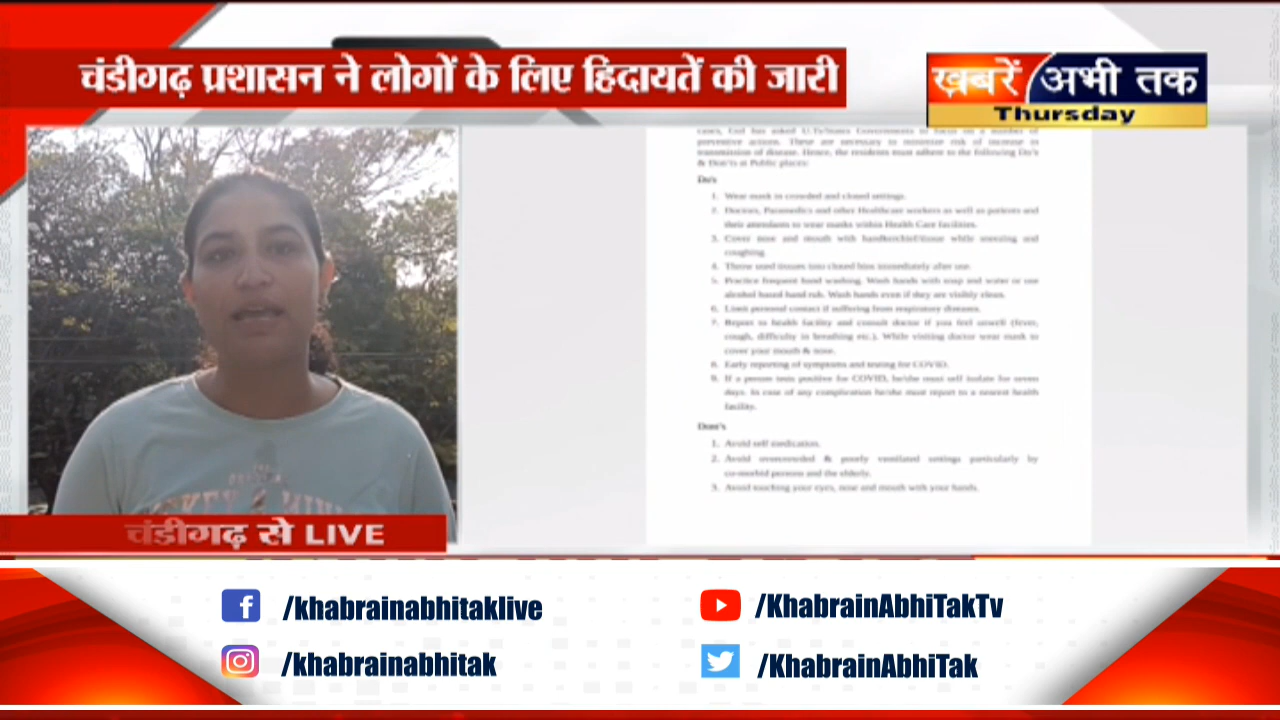 चंडीगढ़ प्रशासन ने लोगों के लिए हिदायतें की जारी
ख़बरें अभी तक
Thursday
preventive actions. These are necessary to minimize risk of increase in
transmission of disease. Hence, the residents must adhere to the following Do's
& Don'ts at Public places:
Do's
1. Wear mask in crowded and closed settings.
2. Doctors, Paramedics and other Healthcare workers as well as patients and
their attendants to wear masks within Health Care facilities.
3. Cover nose and mouth with handkerchief/tissue while sneezing and
coughing.
4. Throw used tissues into closed bins immediately after use.
5. Practice frequent hand washing. Wash hands with soap and water or use
alcohol based hand rub. Wash hands even if they are visibly clean.
6. Limit personal contact if suffering from respiratory diseases.
7. Report to health facility and consult doctor if you feel unwell (fever,
cough, difficulty in breathing etc.). While visiting doctor wear mask to
cover your mouth & nose.
8. Early reporting of symptoms and testing for COVID.
9. If a person tests positive for COVID, he/she must self isolate for seven
days. In case of any complication he/she must report to a nearest health
facility.
Dont's
1. Avoid self medication.
2. Avoid overcrowded & poorly ventilated settings particularly by
co-morbid persons and the elderly.
3. Avoid touching your eyes, nose and mouth with your hands.
चंडीगढ़ से LIVE
/khabrainabhitaklive
/KhabrainAbhiTakTv
/khabrainabhitak
/KhabrainAbhiTak